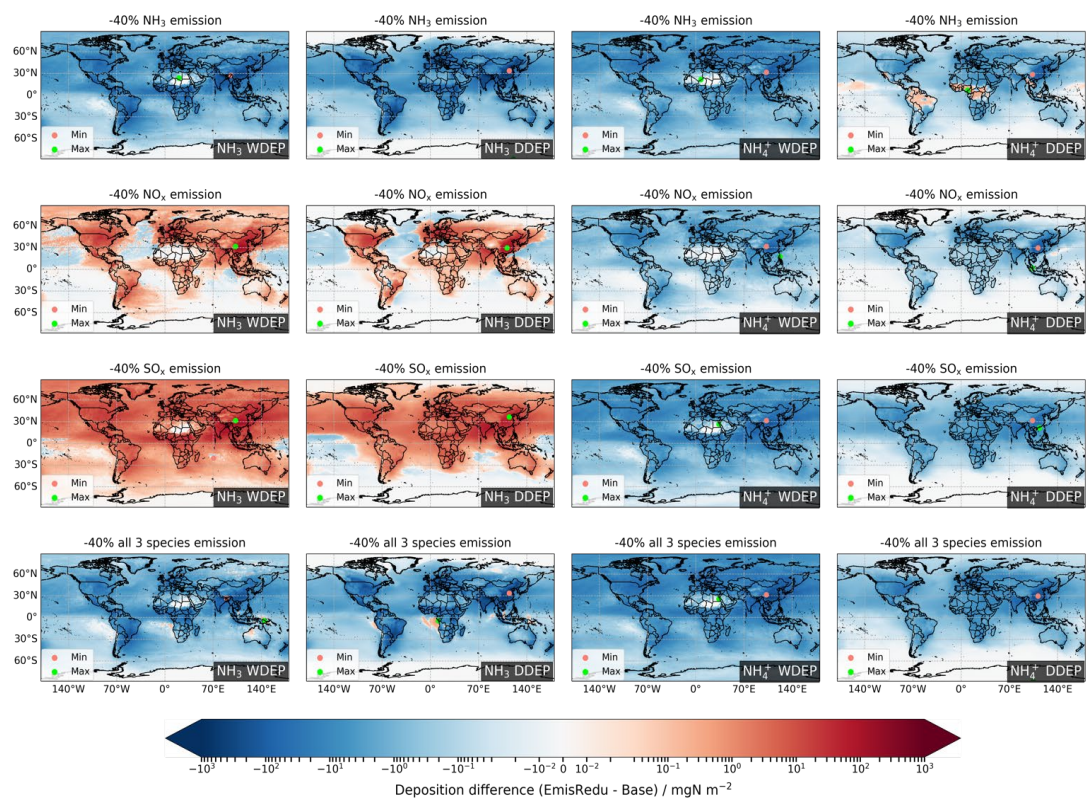 -40% NH₃ emission -40% NH₃ emission -40% NH₃ emission -40% NH₃ emission
60°N
30°N
0°
30°S
60°S
Min Min Min Min
Max Max Max Max
NH₃ WDEP NH₃ DDEP NH₄⁺ WDEP NH₄⁺ DDEP
-40% NOₓ emission -40% NOₓ emission -40% NOₓ emission -40% NOₓ emission
60°N
30°N
0°
30°S
60°S
Min Min Min Min
Max Max Max Max
NH₃ WDEP NH₃ DDEP NH₄⁺ WDEP NH₄⁺ DDEP
-40% SOₓ emission -40% SOₓ emission -40% SOₓ emission -40% SOₓ emission
60°N
30°N
0°
30°S
60°S
Min Min Min Min
Max Max Max Max
NH₃ WDEP NH₃ DDEP NH₄⁺ WDEP NH₄⁺ DDEP
-40% all 3 species emission -40% all 3 species emission -40% all 3 species emission -40% all 3 species emission
60°N
30°N
0°
30°S
60°S
Min Min Min Min
Max Max Max Max
NH₃ WDEP NH₃ DDEP NH₄⁺ WDEP NH₄⁺ DDEP
140°W 70°W 0° 70°E 140°E 140°W 70°W 0° 70°E 140°E 140°W 70°W 0° 70°E 140°E 140°W 70°W 0° 70°E 140°E
−10³ −10² −10¹ −10⁰ −10⁻¹ −10⁻² 0 10⁻² 10⁻¹ 10⁰ 10¹ 10² 10³
Deposition difference (EmisRedu - Base) / mgN m⁻²